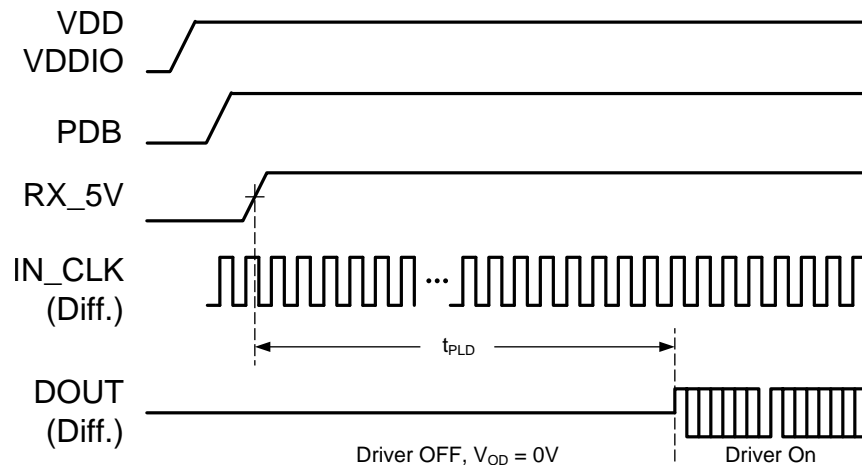 VDD
VDDIO
PDB
RX_5V
IN_CLK
(Diff.)
...
tPLD
DOUT
(Diff.)
Driver OFF, VOD = 0V
Driver On